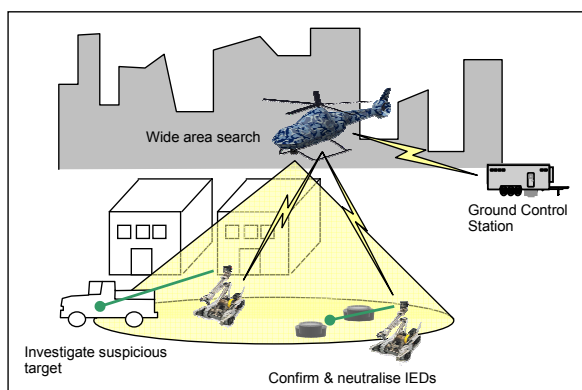 Wide area search
Ground Control
Station
Investigate suspicious
target
Confirm & neutralise IEDs